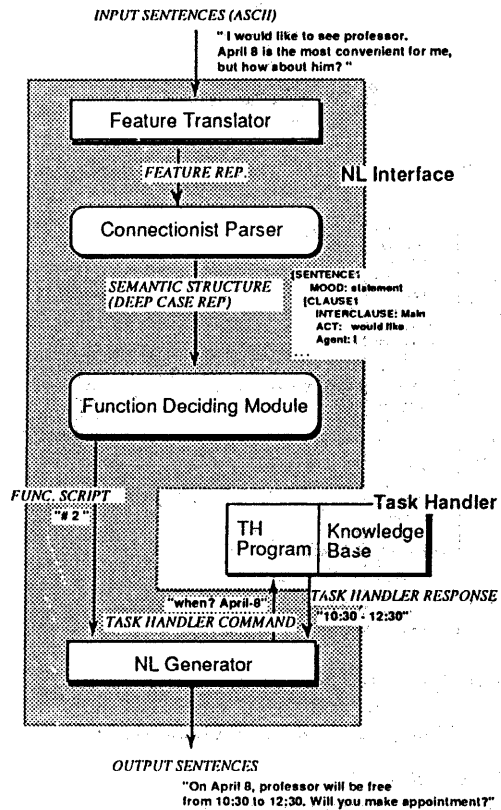 INPUT SENTENCES (ASCII)
" I would like to see professor.
April 8 is the most convenient for me,
but how about him? "
Feature Translator
FEATURE REP.
NL Interface
Connectionist Parser
SEMANTIC STRUCTURE
(DEEP CASE REP)
[SENTENCE1
MOOD: statement
[CLAUSE1
INTERCLAUSE: Main
ACT: would like
Agent: I
...
Function Deciding Module
FUNC. SCRIPT
"# 2 "
Task Handler
TH
Program
Knowledge
Base
"when? April-8"
TASK HANDLER COMMAND
TASK HANDLER RESPONSE
"10:30 - 12:30"
NL Generator
OUTPUT SENTENCES
"On April 8, professor will be free
from 10:30 to 12:30. Will you make appointment?"